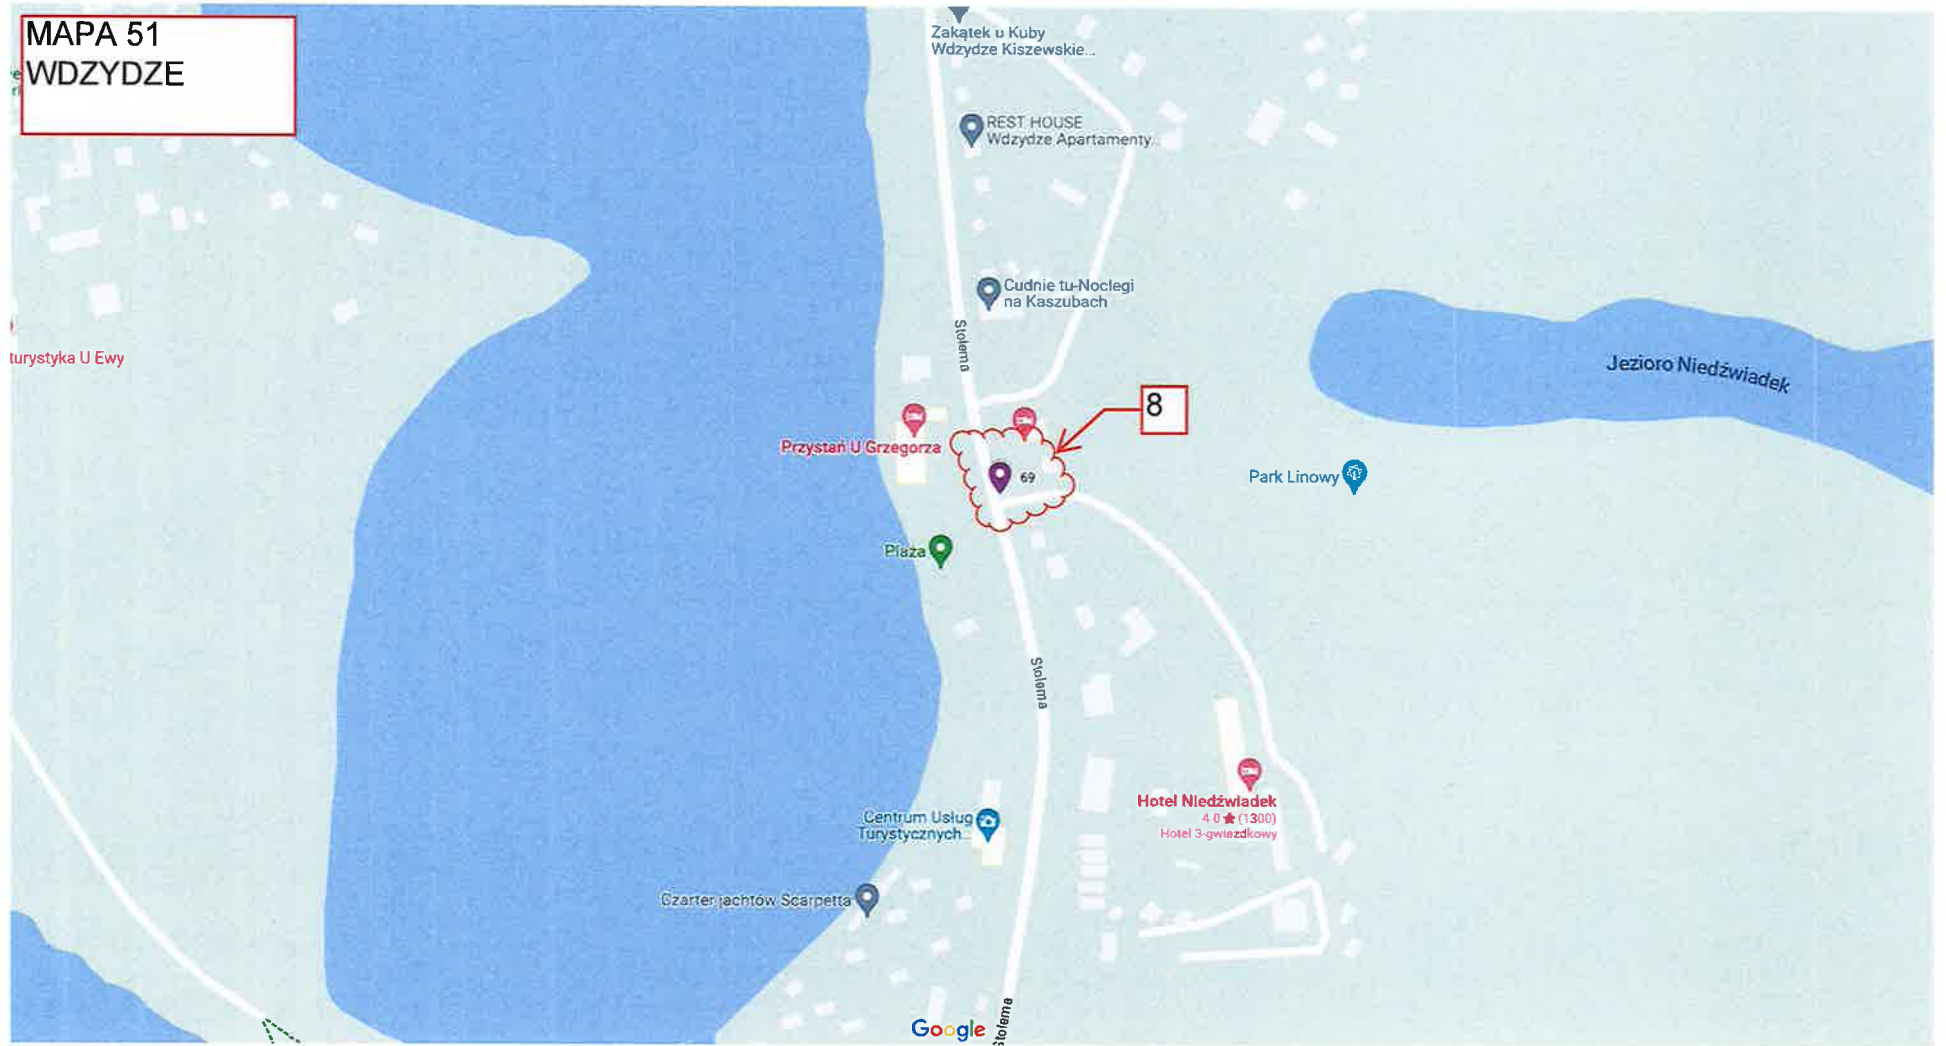 MAPA 51
WDZYDZE
Zakątek u Kuby
Wdzydze Kiszewskie...
REST HOUSE
Wdzydze Apartamenty...
Cudnie tu-Noclegi
na Kaszubach
Stolema
turystyka U Ewy
Jezioro Niedźwiadek
8
Przystań U Grzegorza
69
Park Linowy
Plaża
Stolema
Hotel Niedźwiadek
4.0★(1300)
Hotel 3-gwiazdkowy
Centrum Usług
Turystycznych...
Czarter jachtów Scarpetta
Google
Stolema